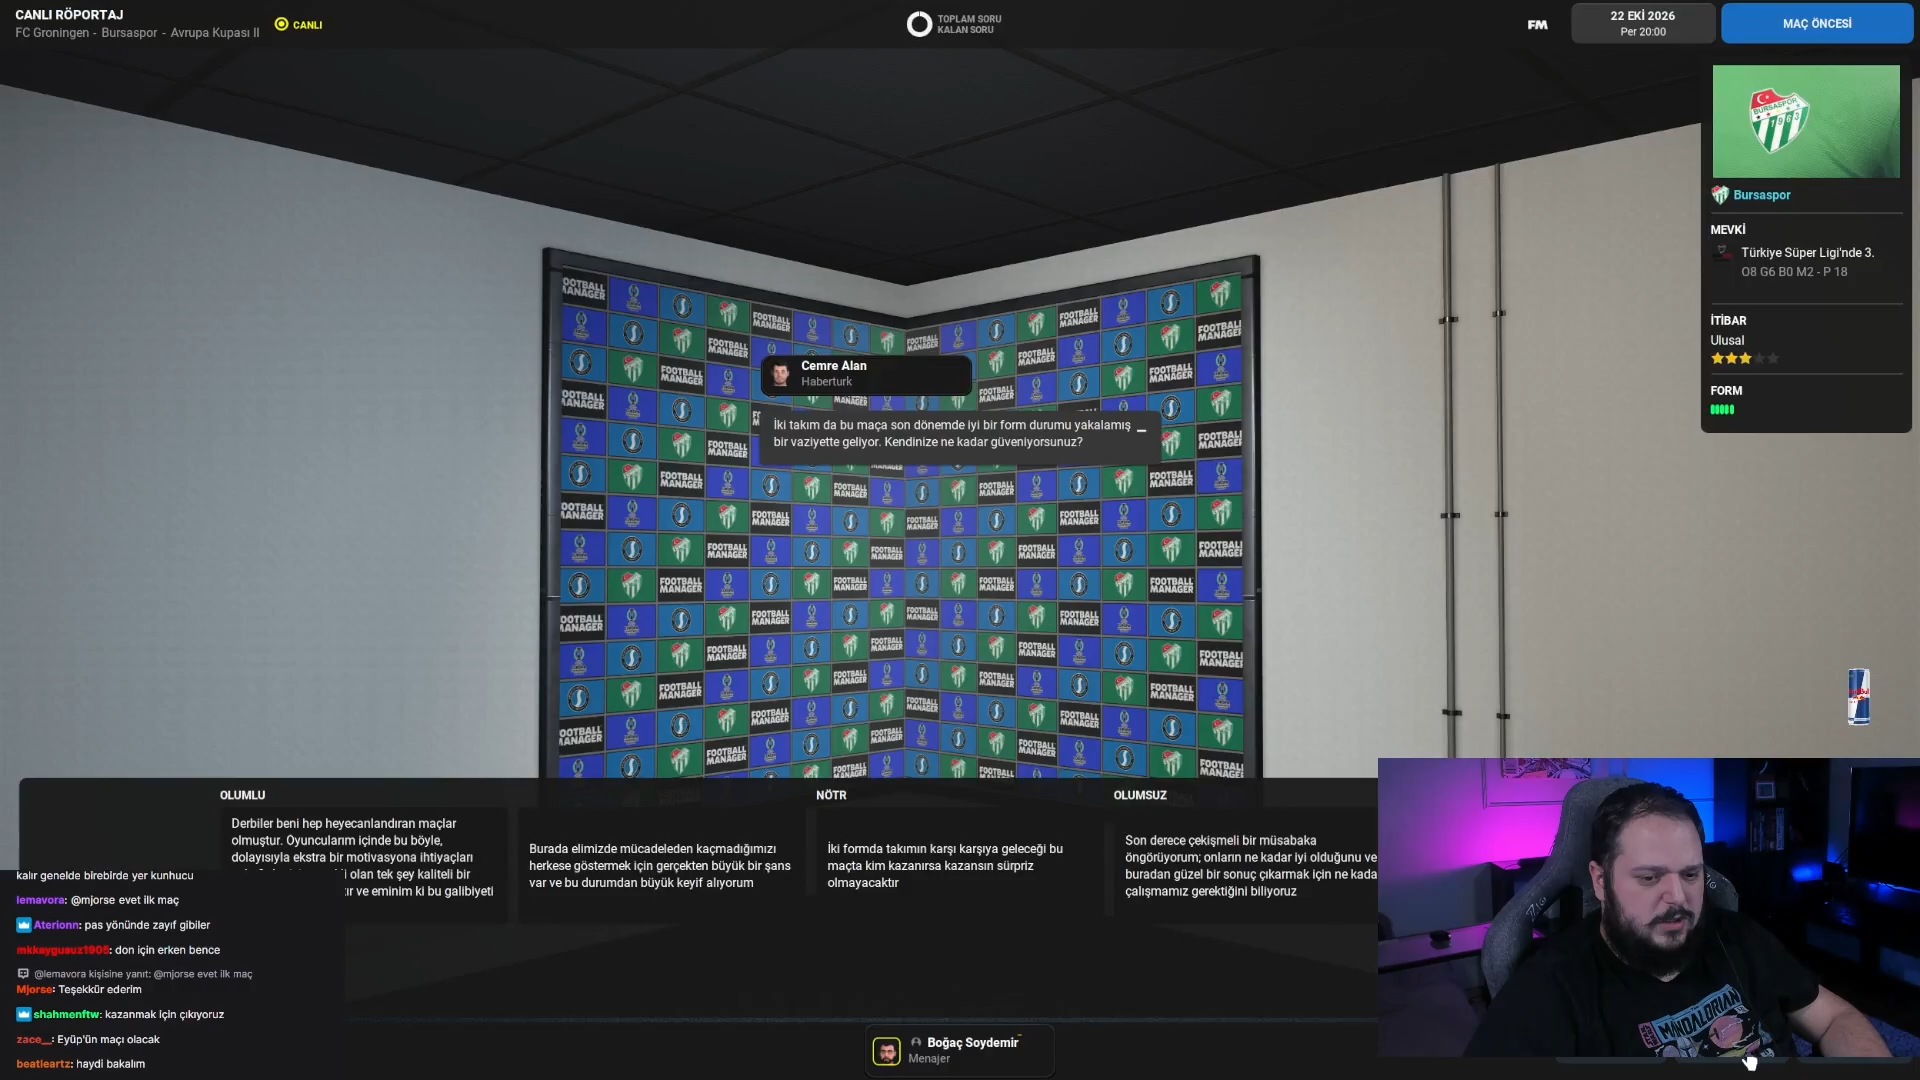 CANLI RÖPORTAJ
FC Groningen - Bursaspor - Avrupa Kupası II
CANLI
TOPLAM SORU
KALAN SORU
FM
22 EKİ 2026
Per 20:00
MAÇ ÖNCESİ
BURSASPOR
1963
Bursaspor
MEVKİ
Türkiye Süper Ligi'nde 3.
O8 G6 B0 M2 - P 18
İTİBAR
Ulusal
FORM
FOOTBALL MANAGER
Cemre Alan
Haberturk
İki takım da bu maça son dönemde iyi bir form durumu yakalamış
bir vaziyette geliyor. Kendinize ne kadar güveniyorsunuz?
OLUMLU
NÖTR
OLUMSUZ
Derbiler beni hep heyecanlandıran maçlar
olmuştur. Oyuncularım içinde bu böyle,
dolayısıyla ekstra bir motivasyona ihtiyaçları
olan tek şey kaliteli bir
ve eminim ki bu galibiyeti
Burada elimizde mücadeleden kaçmadığımızı
herkese göstermek için gerçekten büyük bir şans
var ve bu durumdan büyük keyif alıyorum
İki formda takımın karşı karşıya geleceği bu
maçta kim kazanırsa kazansın sürpriz
olmayacaktır
Son derece çekişmeli bir müsabaka
öngörüyorum; onların ne kadar iyi olduğunu ve
buradan güzel bir sonuç çıkarmak için ne kada
çalışmamız gerektiğini biliyoruz
kalır genelde birebirde yer kunhucu
lemavora: @mjorse evet ilk maç
Aterionn: pas yönünde zayıf gibiler
mkkayguauz1905: don için erken bence
@lemavora kişisine yanıt: @mjorse evet ilk maç
Mjorse: Teşekkür ederim
shahmenftw: kazanmak için çıkıyoruz
zace__: Eyüp'ün maçı olacak
beatleartz: haydi bakalım
Boğaç Soydemir
Menajer
MANDALORIAN